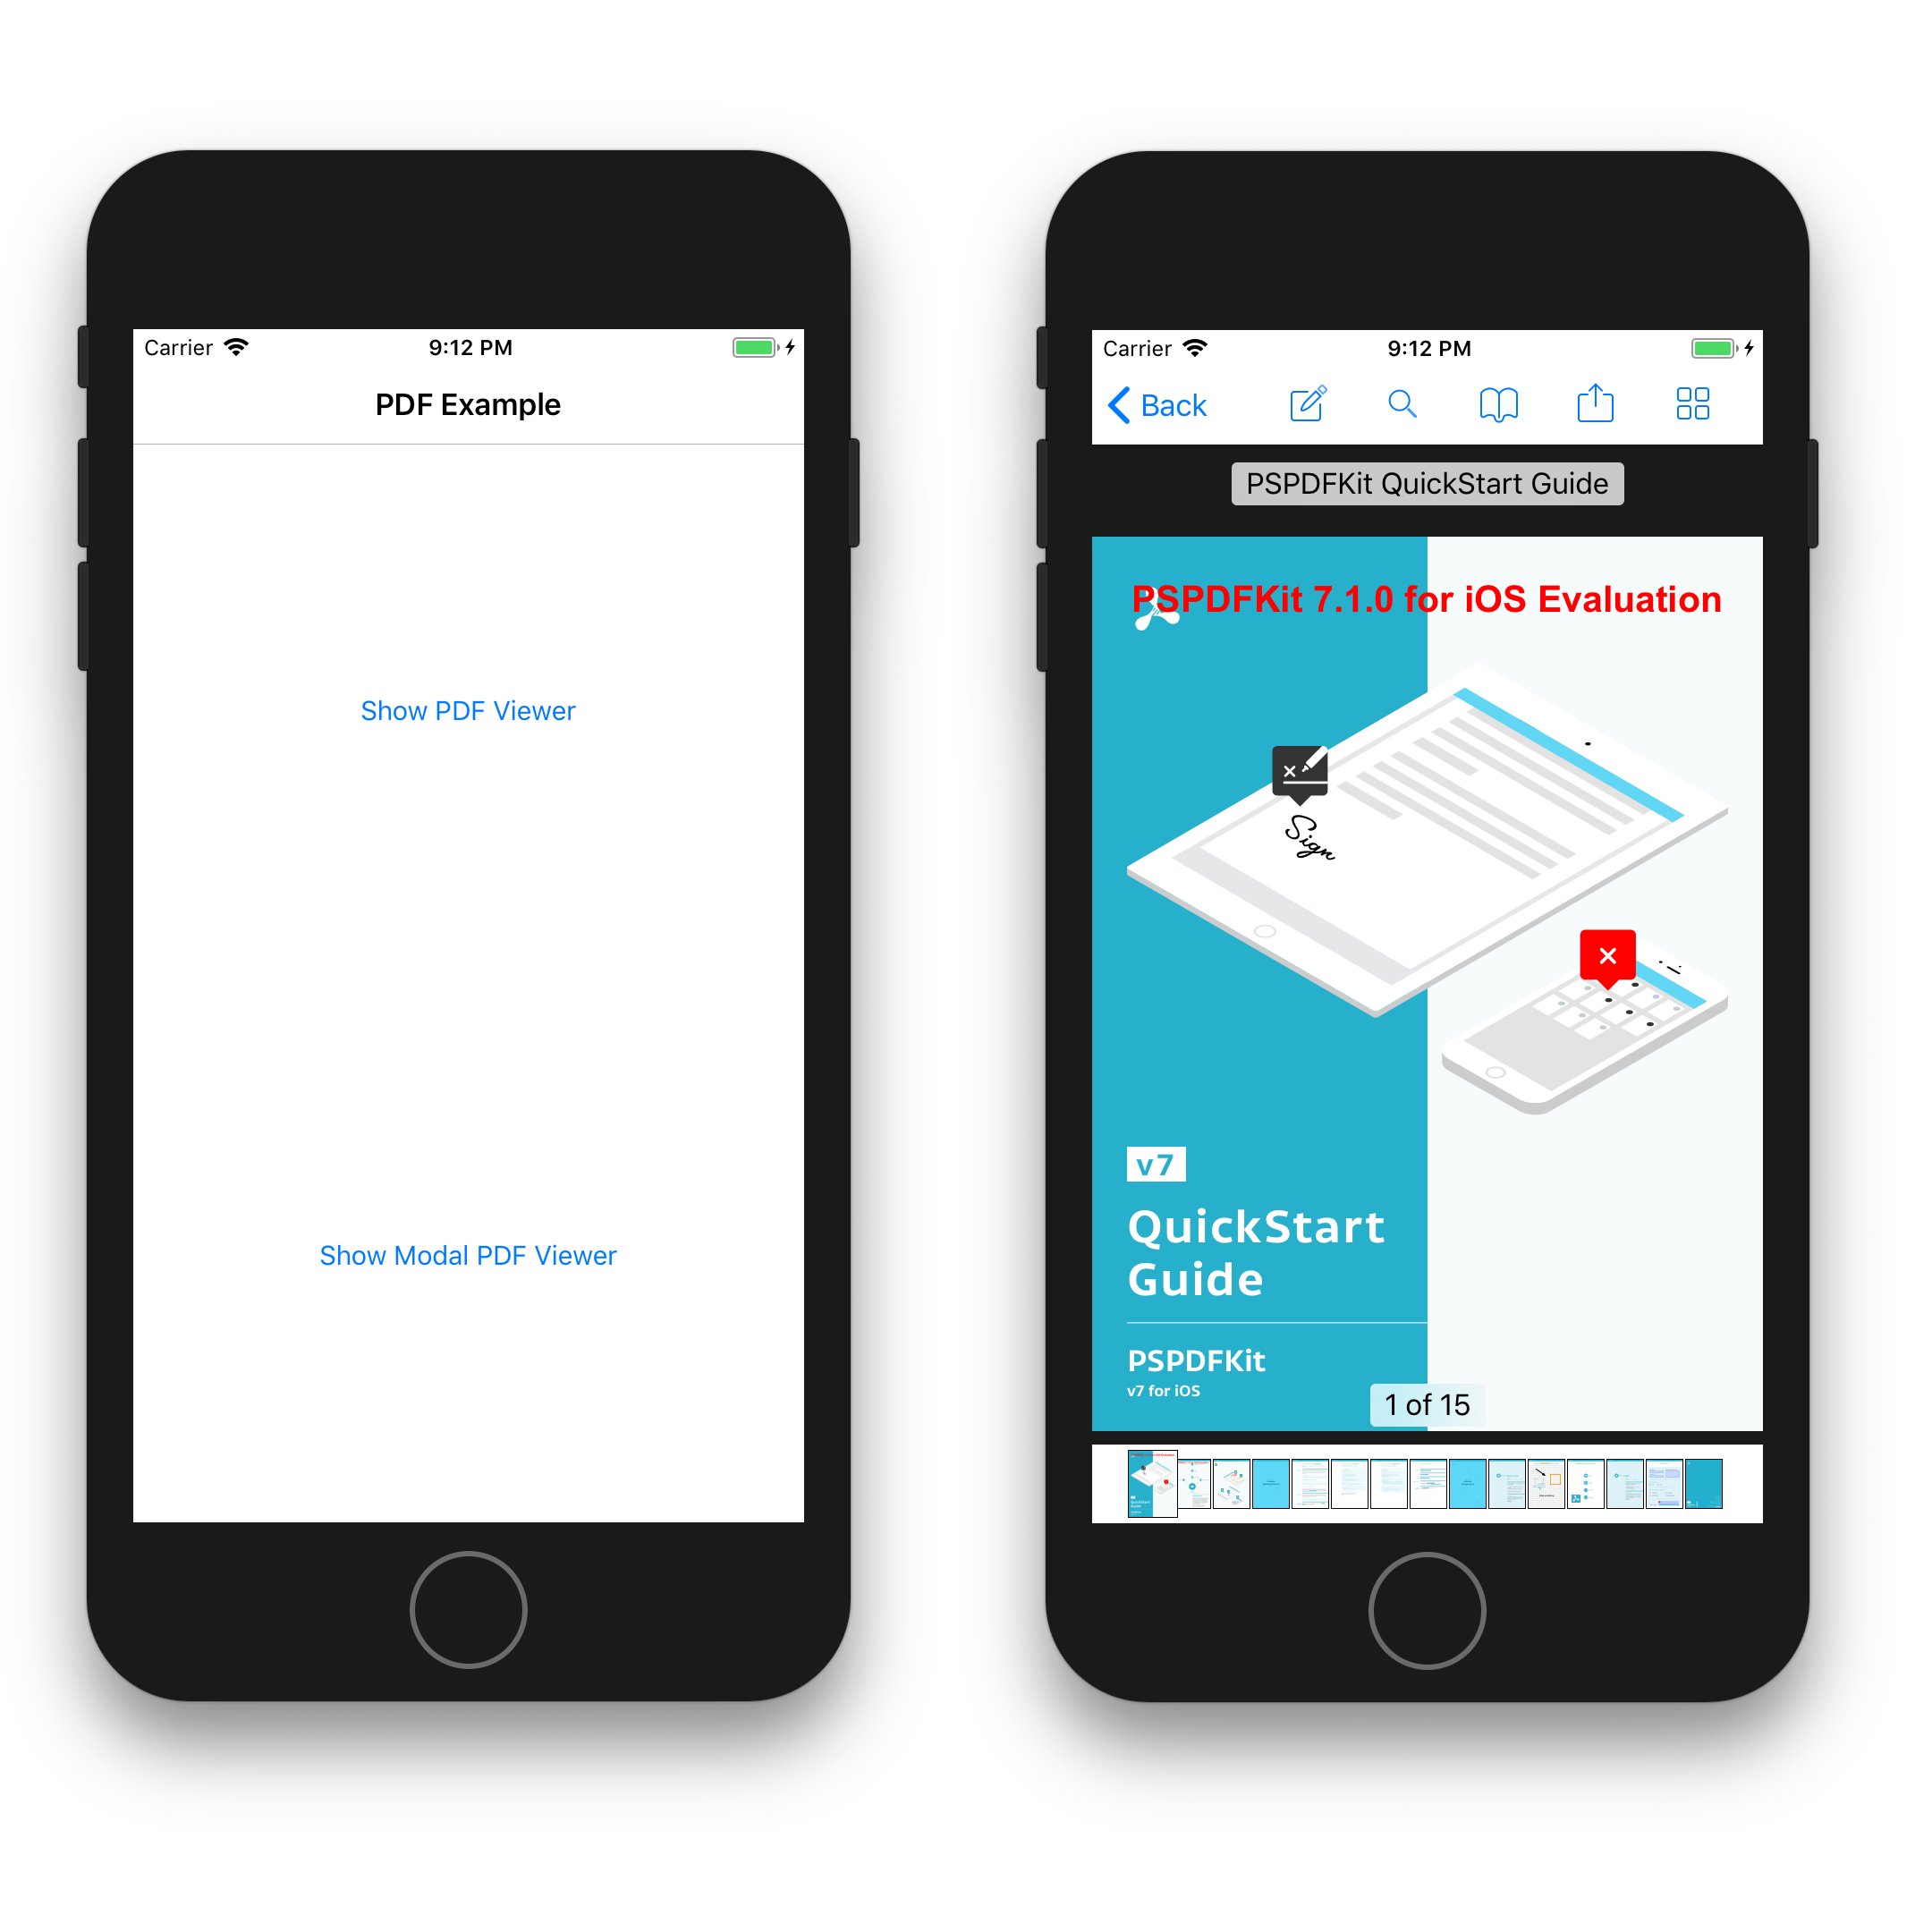 Carrier 9:12 PM
PDF Example
Show PDF Viewer
Show Modal PDF Viewer
Carrier 9:12 PM
Back
PSPDFKit QuickStart Guide
PSPDFKit 7.1.0 for iOS Evaluation
Sign
v7
QuickStart
Guide
PSPDFKit
v7 for iOS
1 of 15